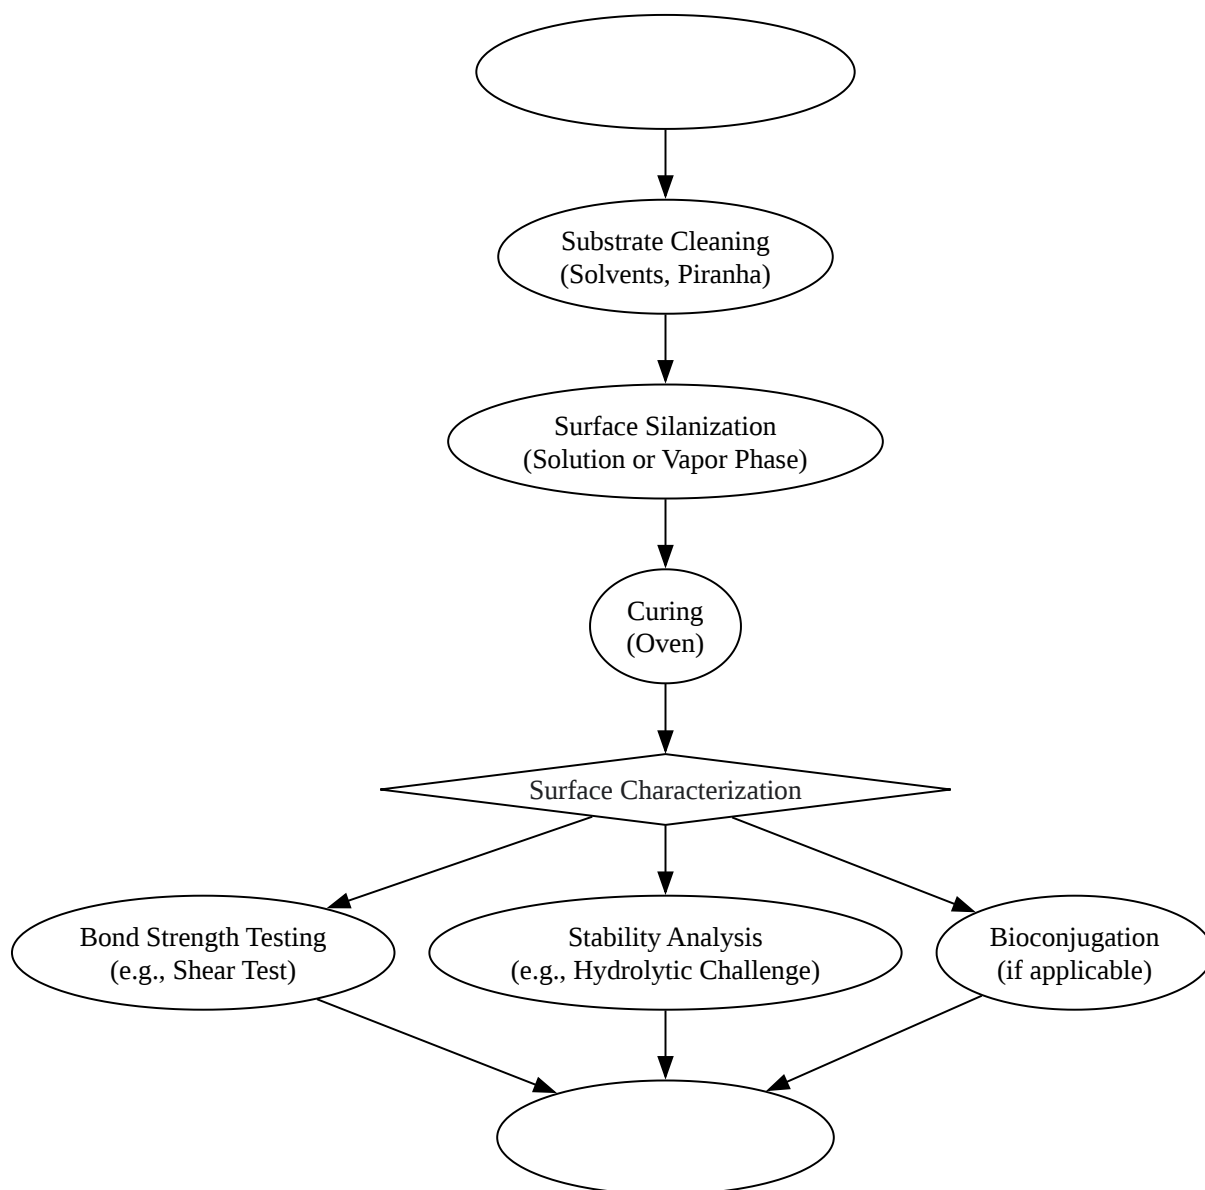 Substrate Cleaning
(Solvents, Piranha)
Surface Silanization
(Solution or Vapor Phase)
Curing
(Oven)
Surface Characterization
Bond Strength Testing
(e.g., Shear Test)
Stability Analysis
(e.g., Hydrolytic Challenge)
Bioconjugation
(if applicable)